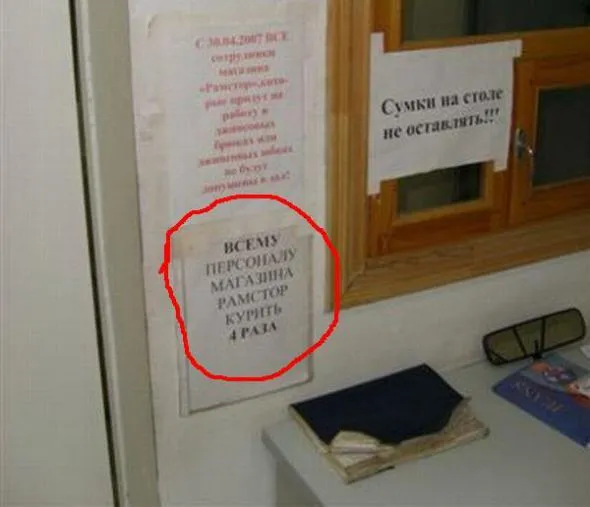 С 30.04.2007 ВСЕ
сотрудники
магазина
«Рамстор»,кото-
рые придут на
работу в
джинсовых
брюках или
джинсовых юбках
не будут
допущены в зал!
Сумки на столе
не оставлять!!!
ВСЕМУ
ПЕРСОНАЛУ
МАГАЗИНА
РАМСТОР
КУРИТЬ
4 РАЗА